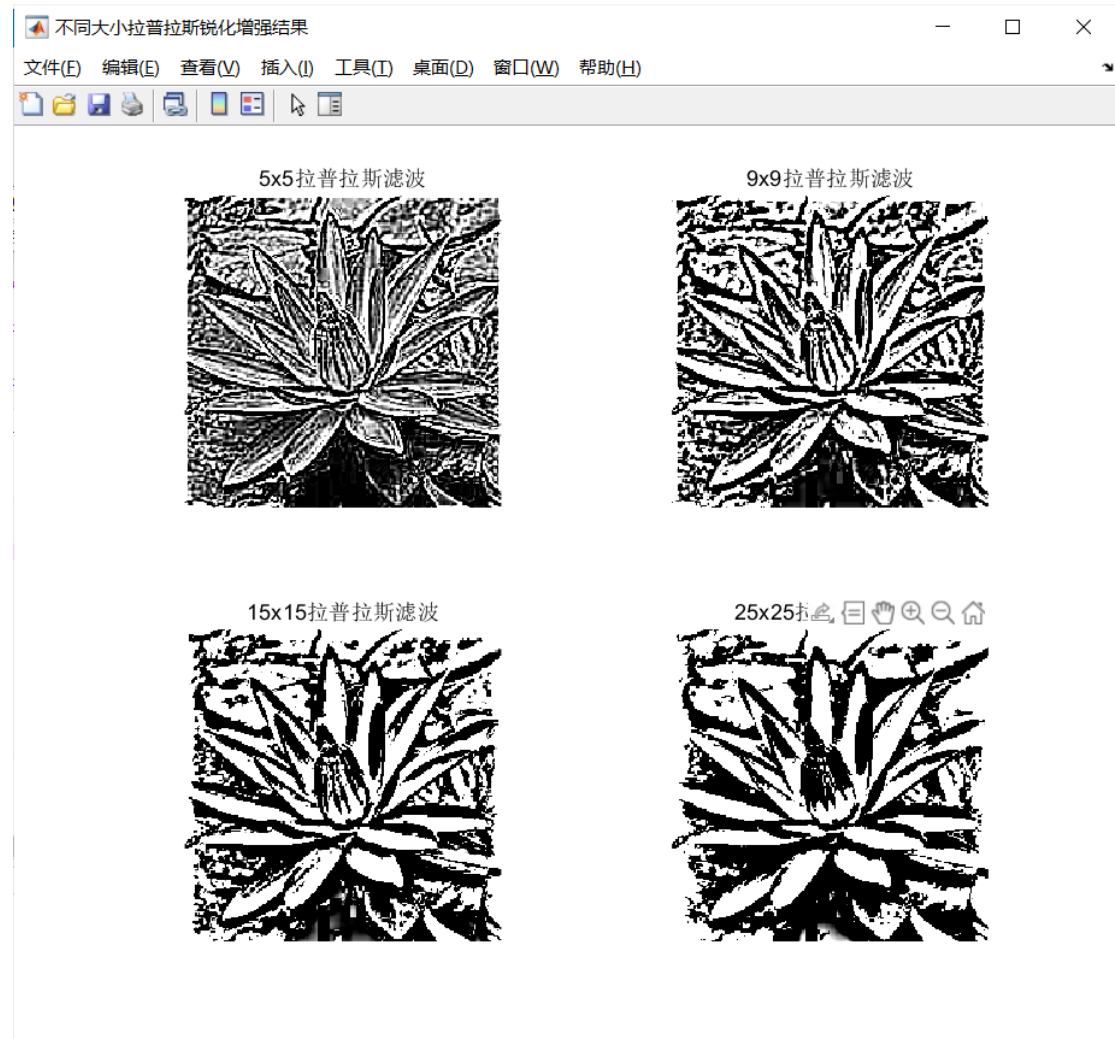 不同大小拉普拉斯锐化增强结果
文件(F) 编辑(E) 查看(V) 插入(I) 工具(T) 桌面(D) 窗口(W) 帮助(H)
5x5拉普拉斯滤波
9x9拉普拉斯滤波
15x15拉普拉斯滤波
25x25